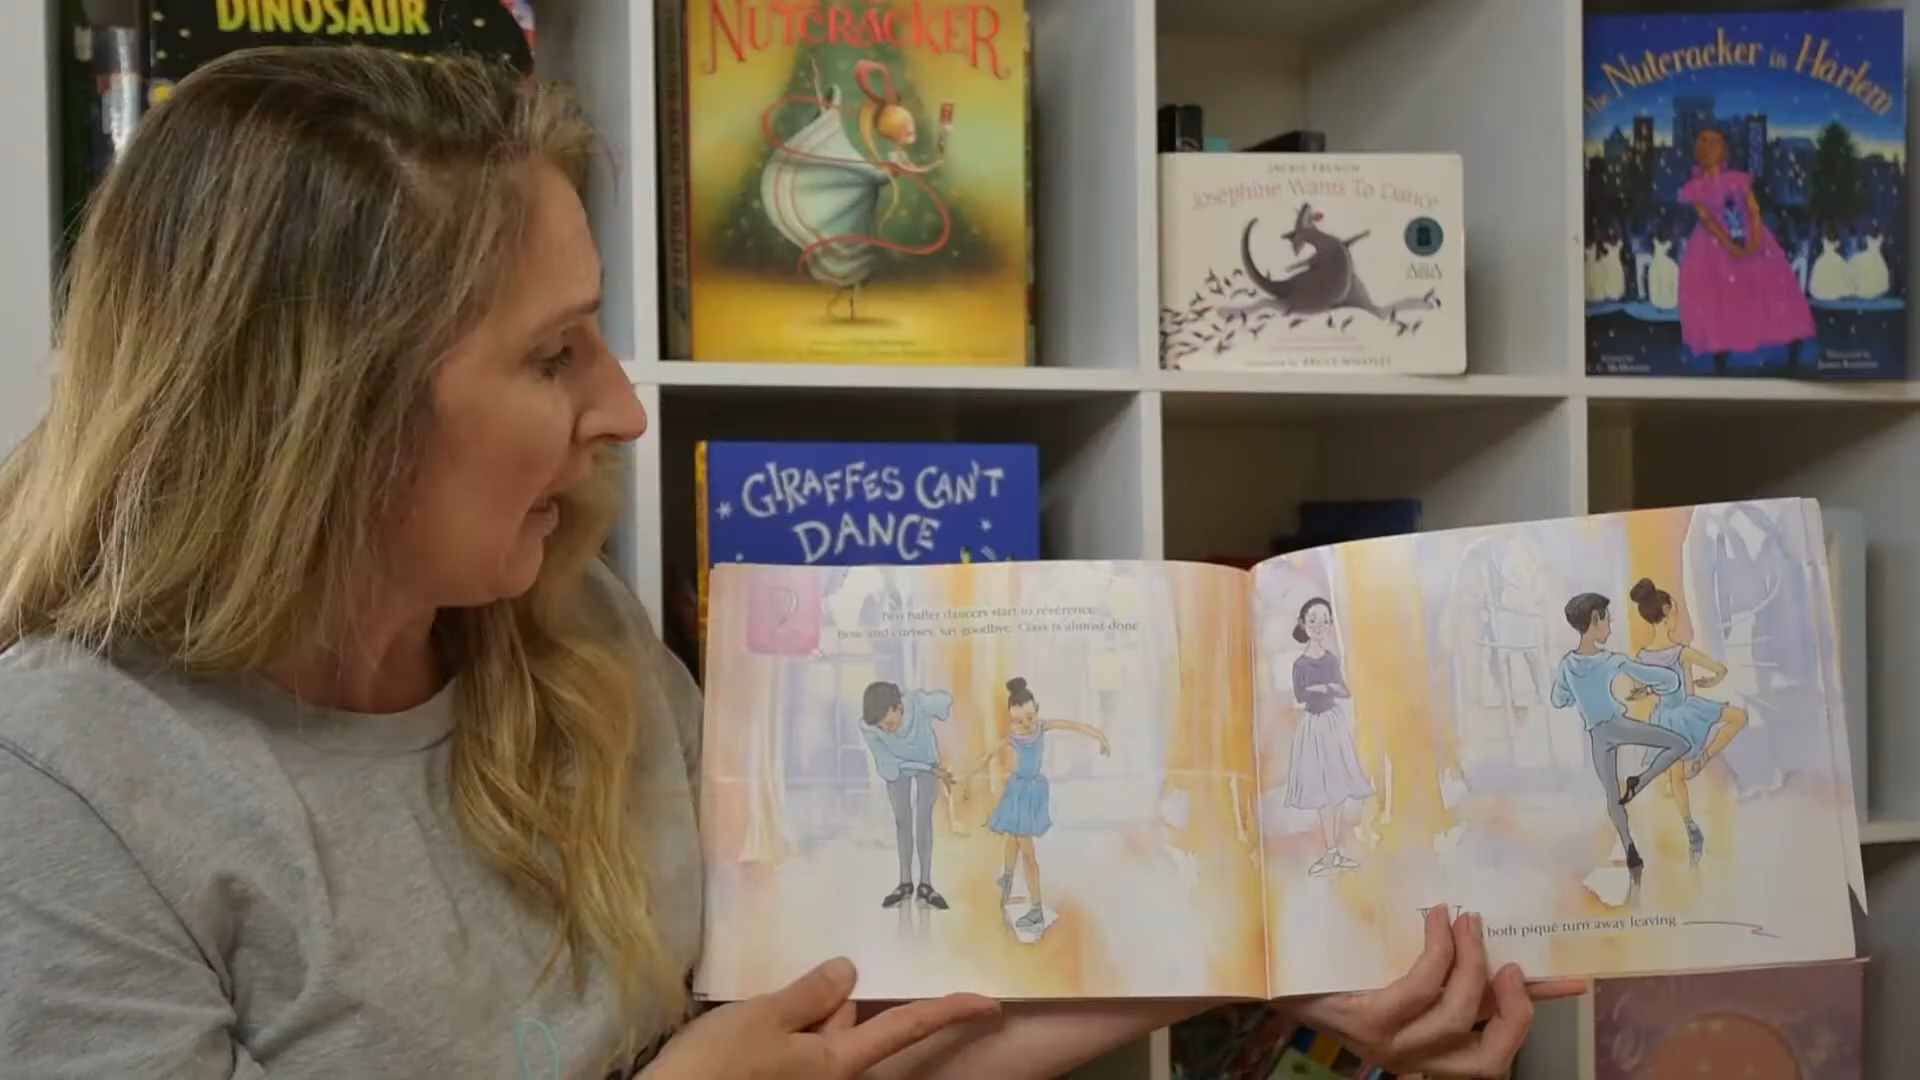 DINOSAUR
NUTCRACKER
JACKIE FRENCH
Josephine Wants To Dance
BRUCE WHATLEY
The Nutcracker in Harlem
GIRAFFES CAN'T
DANCE
2
Two ballet dancers start to révérence
Bow and curtsey, say goodbye. Class is almost done
both piqué turn away leaving